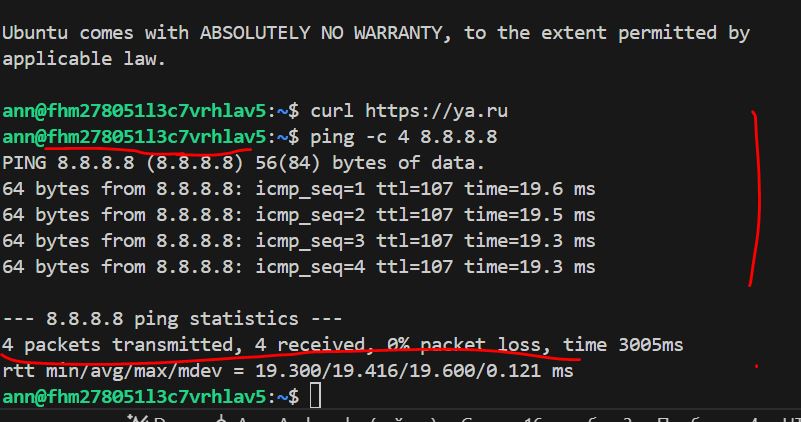 Ubuntu comes with ABSOLUTELY NO WARRANTY, to the extent permitted by
applicable law.
ann@fhm278051l3c7vrhlav5:~$ curl https://ya.ru
ann@fhm278051l3c7vrhlav5:~$ ping -c 4 8.8.8.8
PING 8.8.8.8 (8.8.8.8) 56(84) bytes of data.
64 bytes from 8.8.8.8: icmp_seq=1 ttl=107 time=19.6 ms
64 bytes from 8.8.8.8: icmp_seq=2 ttl=107 time=19.5 ms
64 bytes from 8.8.8.8: icmp_seq=3 ttl=107 time=19.3 ms
64 bytes from 8.8.8.8: icmp_seq=4 ttl=107 time=19.3 ms
--- 8.8.8.8 ping statistics ---
4 packets transmitted, 4 received, 0% packet loss, time 3005ms
rtt min/avg/max/mdev = 19.300/19.416/19.600/0.121 ms
ann@fhm278051l3c7vrhlav5:~$